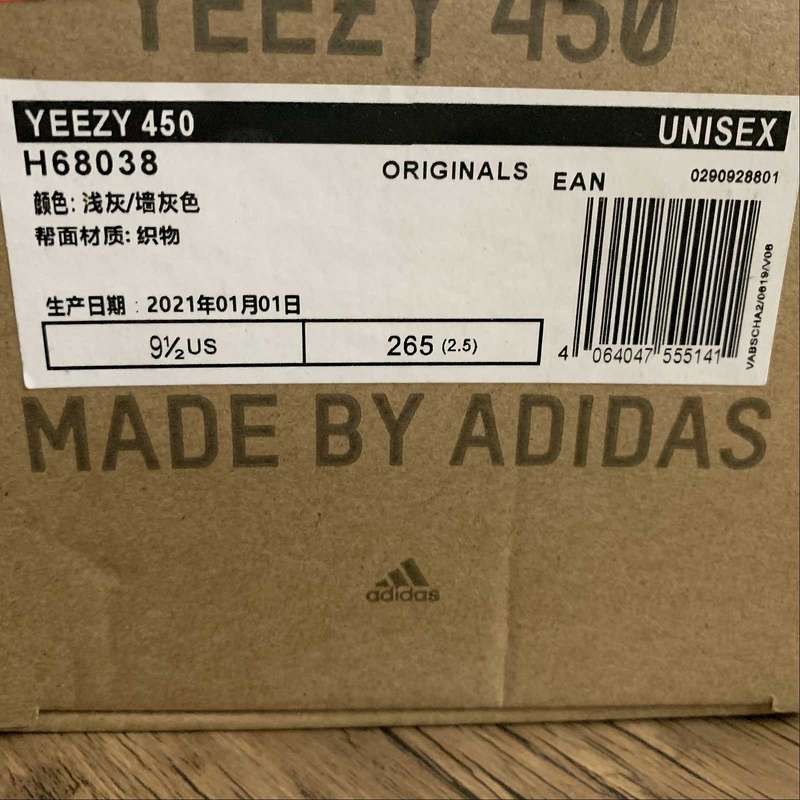 YEEZY 450
YEEZY 450 UNISEX
H68038 ORIGINALS EAN 0290928801
颜色: 浅灰/墙灰色
帮面材质: 织物
生产日期：2021年01月01日
9½US 265 (2.5)
4 064047 555141
VABSCHA2/0619/V06
MADE BY ADIDAS
adidas